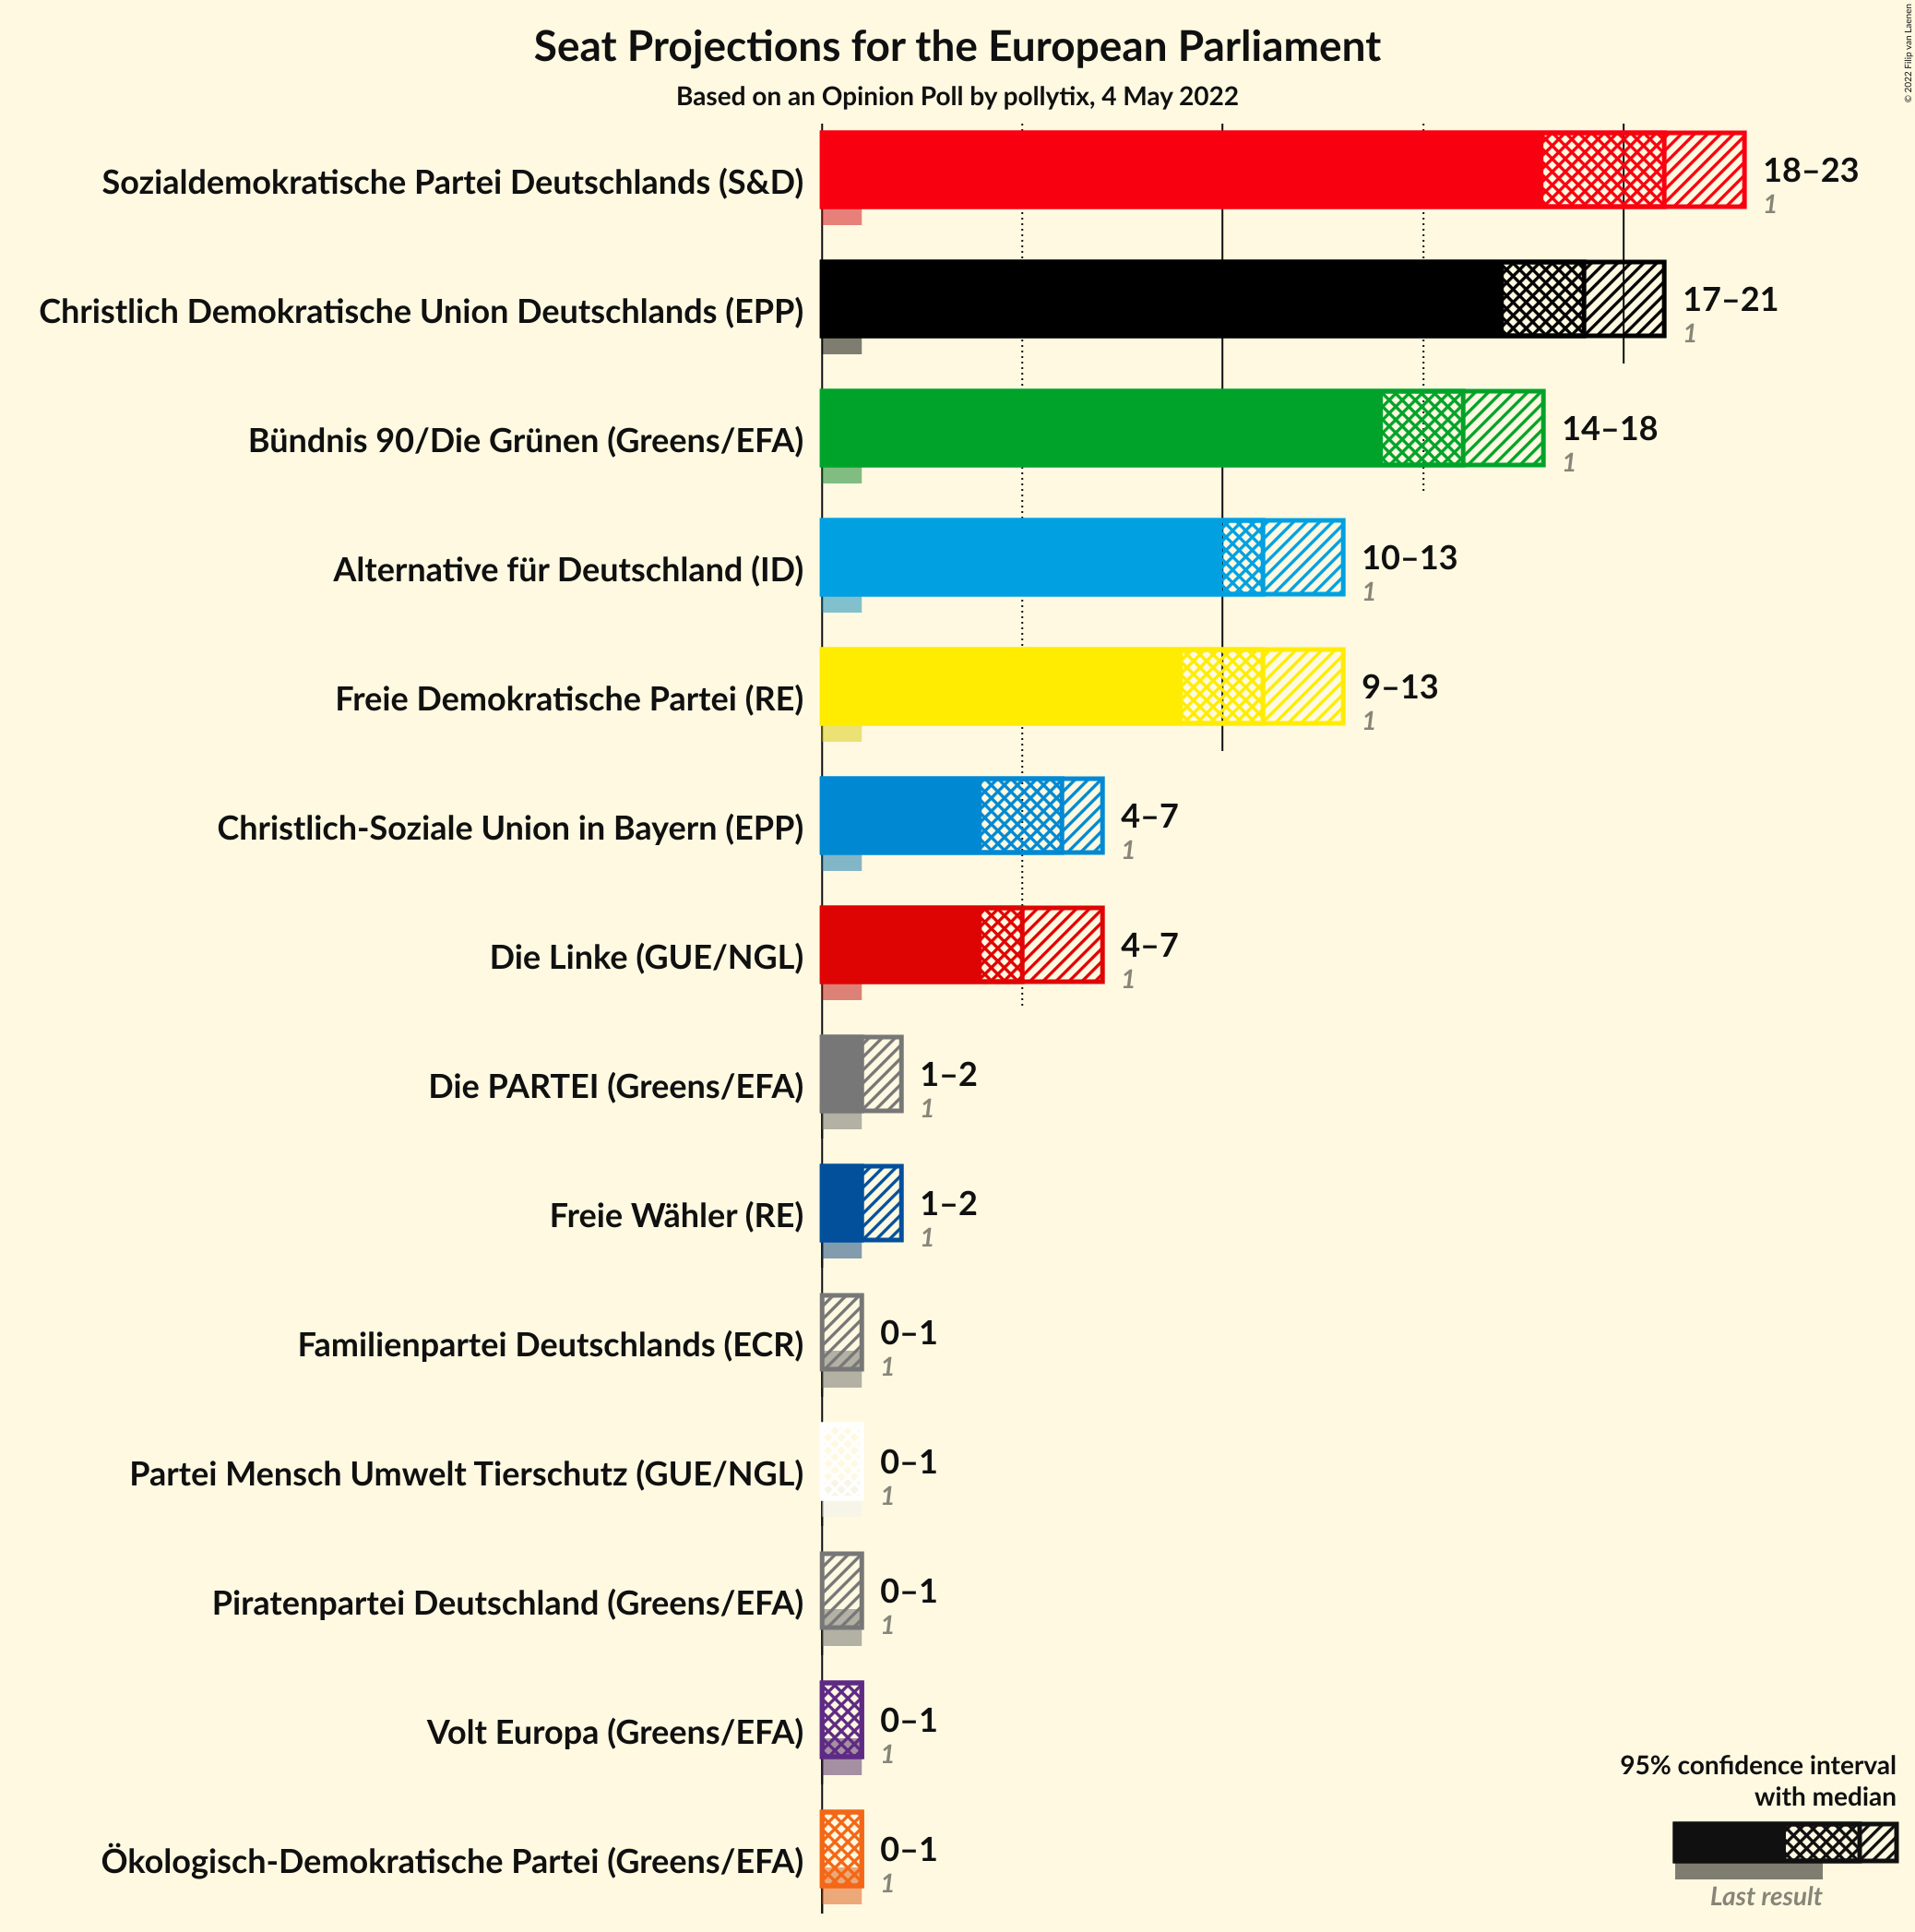 Seat Projections for the European Parliament
Based on an Opinion Poll by pollytix, 4 May 2022
© 2022 Filip van Laenen
Sozialdemokratische Partei Deutschlands (S&D)
18–23
1
Christlich Demokratische Union Deutschlands (EPP)
17–21
1
Bündnis 90/Die Grünen (Greens/EFA)
14–18
1
Alternative für Deutschland (ID)
10–13
1
Freie Demokratische Partei (RE)
9–13
1
Christlich-Soziale Union in Bayern (EPP)
4–7
1
Die Linke (GUE/NGL)
4–7
1
Die PARTEI (Greens/EFA)
1–2
1
Freie Wähler (RE)
1–2
1
Familienpartei Deutschlands (ECR)
0–1
1
Partei Mensch Umwelt Tierschutz (GUE/NGL)
0–1
1
Piratenpartei Deutschland (Greens/EFA)
0–1
1
Volt Europa (Greens/EFA)
0–1
1
Ökologisch-Demokratische Partei (Greens/EFA)
0–1
1
95% confidence interval
with median
Last result